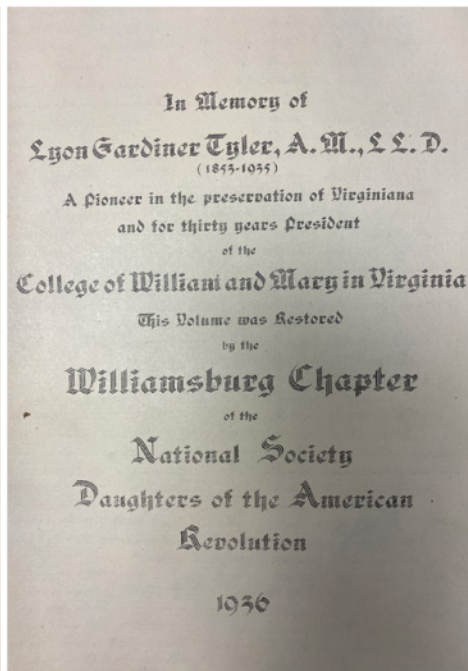 In Memory of
Lyon Gardiner Tyler, A. M., L L. D.
(1853-1935)
A Pioneer in the preservation of Virginiana
and for thirty years President
of the
College of William and Mary in Virginia
This Volume was Restored
by the
Williamsburg Chapter
of the
National Society
Daughters of the American
Revolution
1936